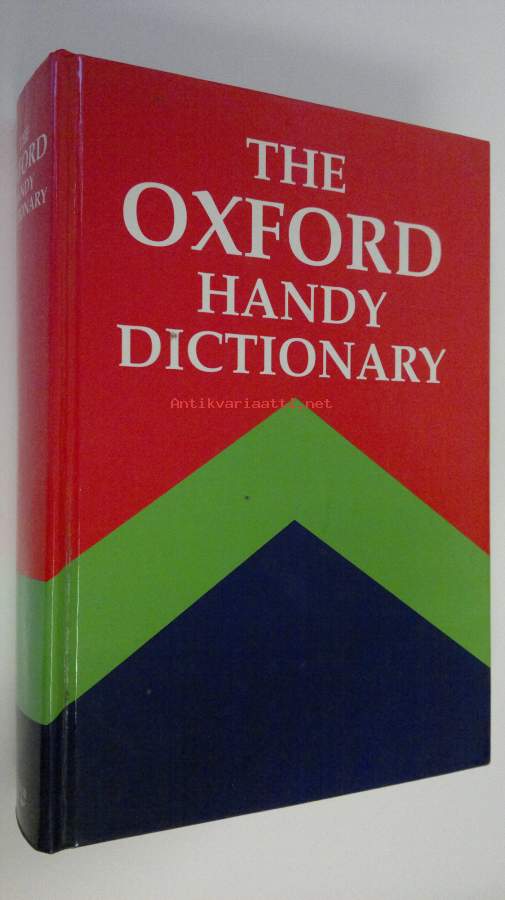 THE
OXFORD
HANDY
DICTIONARY
Antikvariaatti.net
THE
OXFORD
HANDY
DICTIONARY